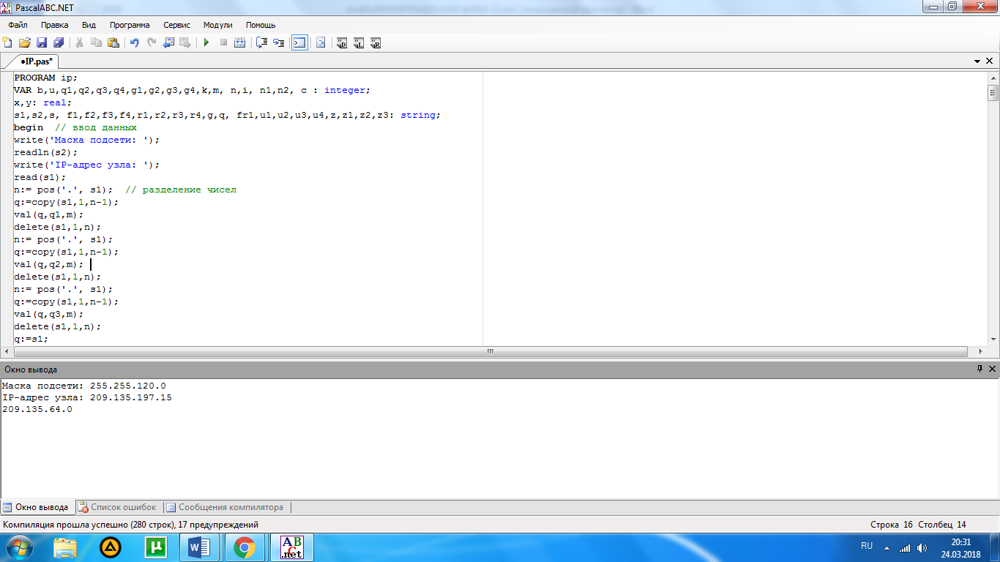 PascalABC.NET
Файл Правка Вид Программа Сервис Модули Помощь
•IP.pas*
PROGRAM ip;
VAR b,u,q1,q2,q3,q4,g1,g2,g3,g4,k,m, n,i, n1,n2, c : integer;
x,y: real;
s1,s2,s, f1,f2,f3,f4,r1,r2,r3,r4,g,q, fr1,u1,u2,u3,u4,z,z1,z2,z3: string;
begin // ввод данных
write('Маска подсети: ');
readln(s2);
write('IP-адрес узла: ');
read(s1);
n:= pos('.', s1); // разделение чисел
q:=copy(s1,1,n-1);
val(q,q1,m);
delete(s1,1,n);
n:= pos('.', s1);
q:=copy(s1,1,n-1);
val(q,q2,m);
delete(s1,1,n);
n:= pos('.', s1);
q:=copy(s1,1,n-1);
val(q,q3,m);
delete(s1,1,n);
q:=s1;
Окно вывода
Маска подсети: 255.255.120.0
IP-адрес узла: 209.135.197.15
209.135.64.0
Окно вывода Список ошибок Сообщения компилятора
Компиляция прошла успешно (280 строк), 17 предупреждений Строка 16 Столбец 14
RU 20:31
24.03.2018